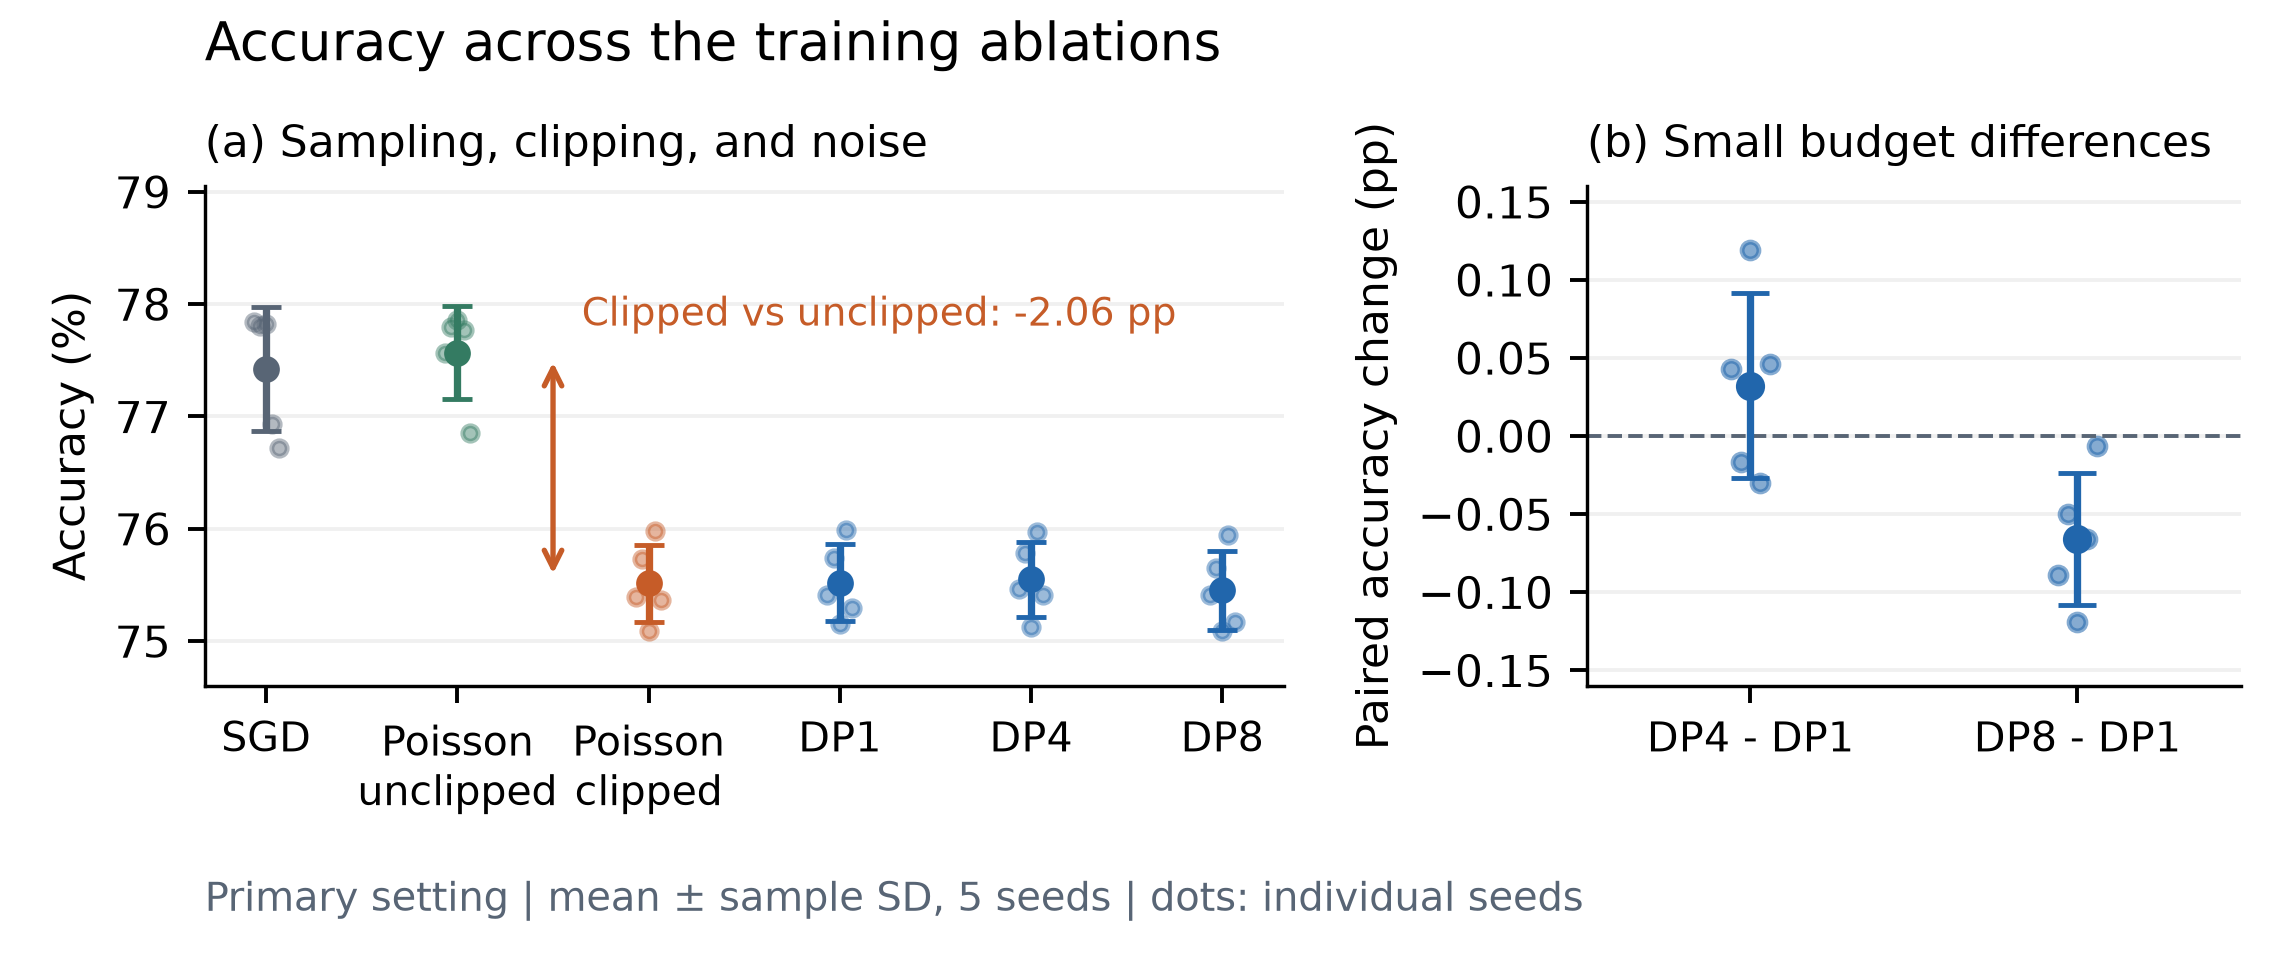 Accuracy across the training ablations
(a) Sampling, clipping, and noise
Accuracy (%)
79
78
77
76
75
Clipped vs unclipped: -2.06 pp
SGD
Poisson
unclipped
Poisson
clipped
DP1
DP4
DP8
(b) Small budget differences
Paired accuracy change (pp)
0.15
0.10
0.05
0.00
−0.05
−0.10
−0.15
DP4 - DP1
DP8 - DP1
Primary setting | mean ± sample SD, 5 seeds | dots: individual seeds